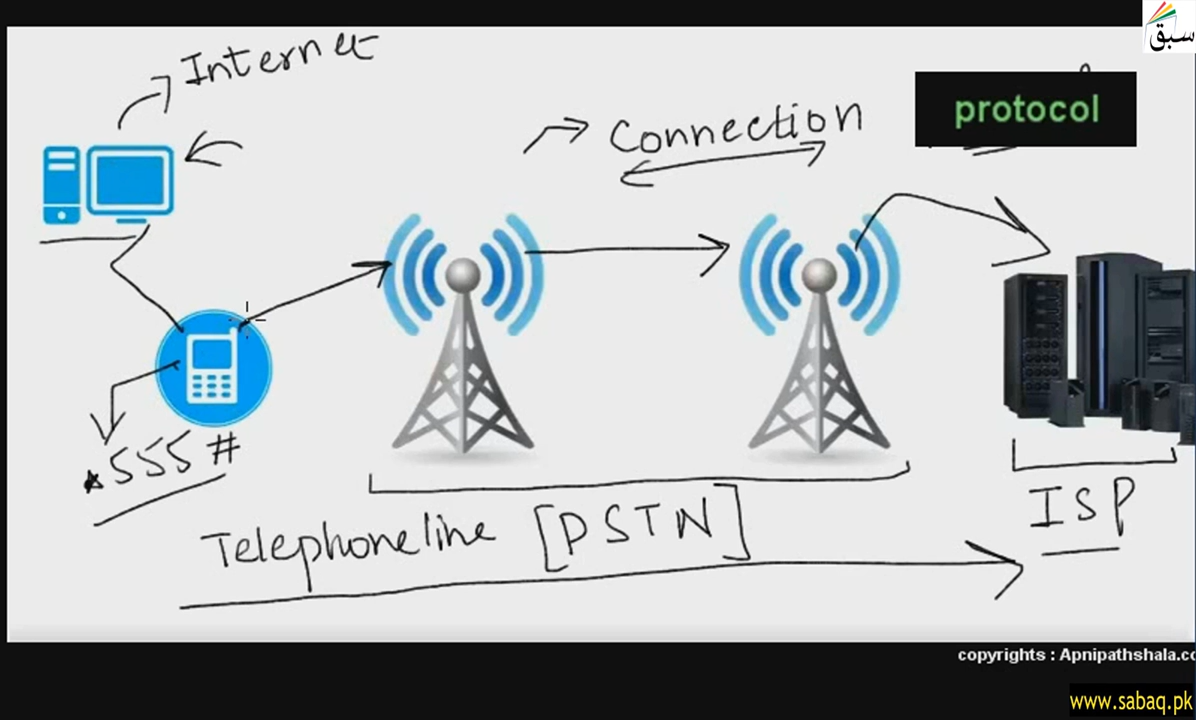 سبق
Internet
protocol
Connection
*555#
Telephoneline [PSTN]
ISP
copyrights : Apnipathshala.co
www.sabaq.pk